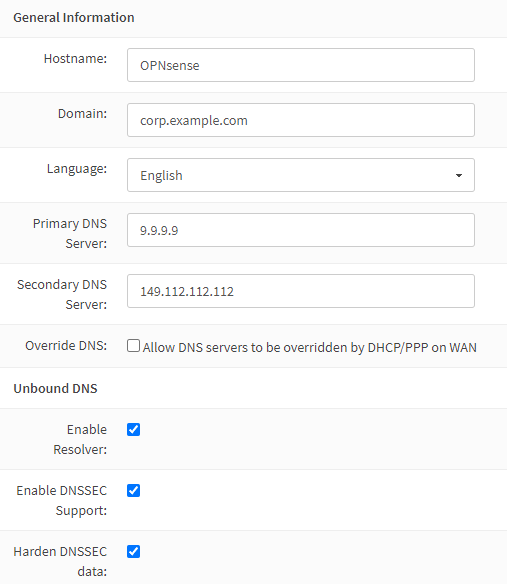 General Information
Hostname:
OPNsense
Domain:
corp.example.com
Language:
English
Primary DNS
Server:
9.9.9.9
Secondary DNS
Server:
149.112.112.112
Override DNS:
Allow DNS servers to be overridden by DHCP/PPP on WAN
Unbound DNS
Enable
Resolver:
Enable DNSSEC
Support:
Harden DNSSEC
data: